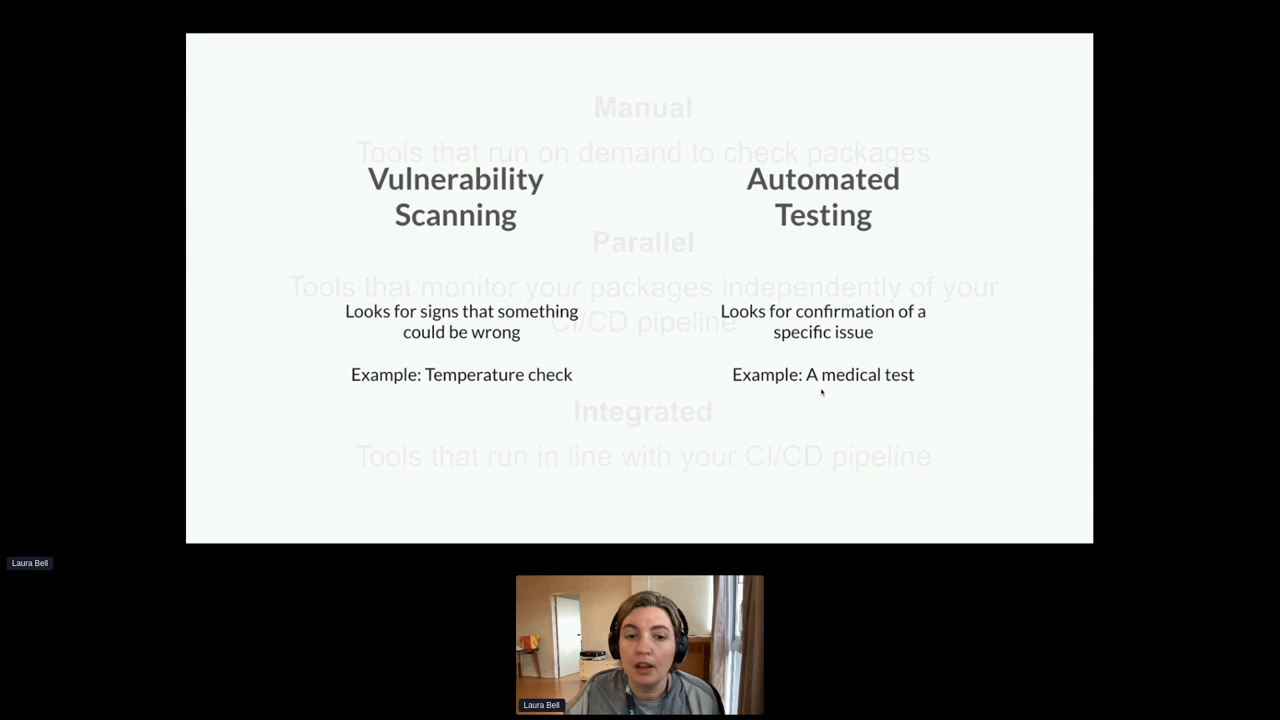 Manual
Tools that run on demand to check packages
Vulnerability
Scanning
Automated
Testing
Parallel
Tools that monitor your packages independently of your
CI/CD pipeline
Looks for signs that something
could be wrong
Looks for confirmation of a
specific issue
Example: Temperature check
Example: A medical test
Integrated
Tools that run in line with your CI/CD pipeline
Laura Bell
Laura Bell